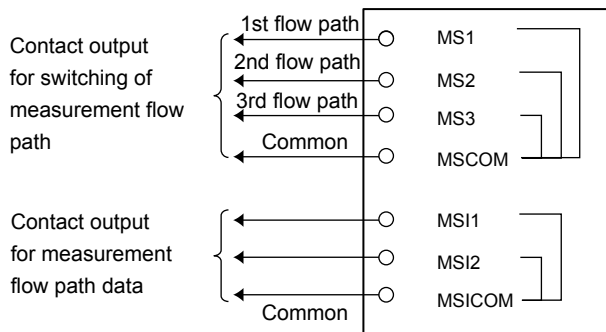 Contact output
for switching of
measurement flow
path
1st flow path
2nd flow path
3rd flow path
Common
MS1
MS2
MS3
MSCOM
Contact output
for measurement
flow path data
Common
MSI1
MSI2
MSICOM